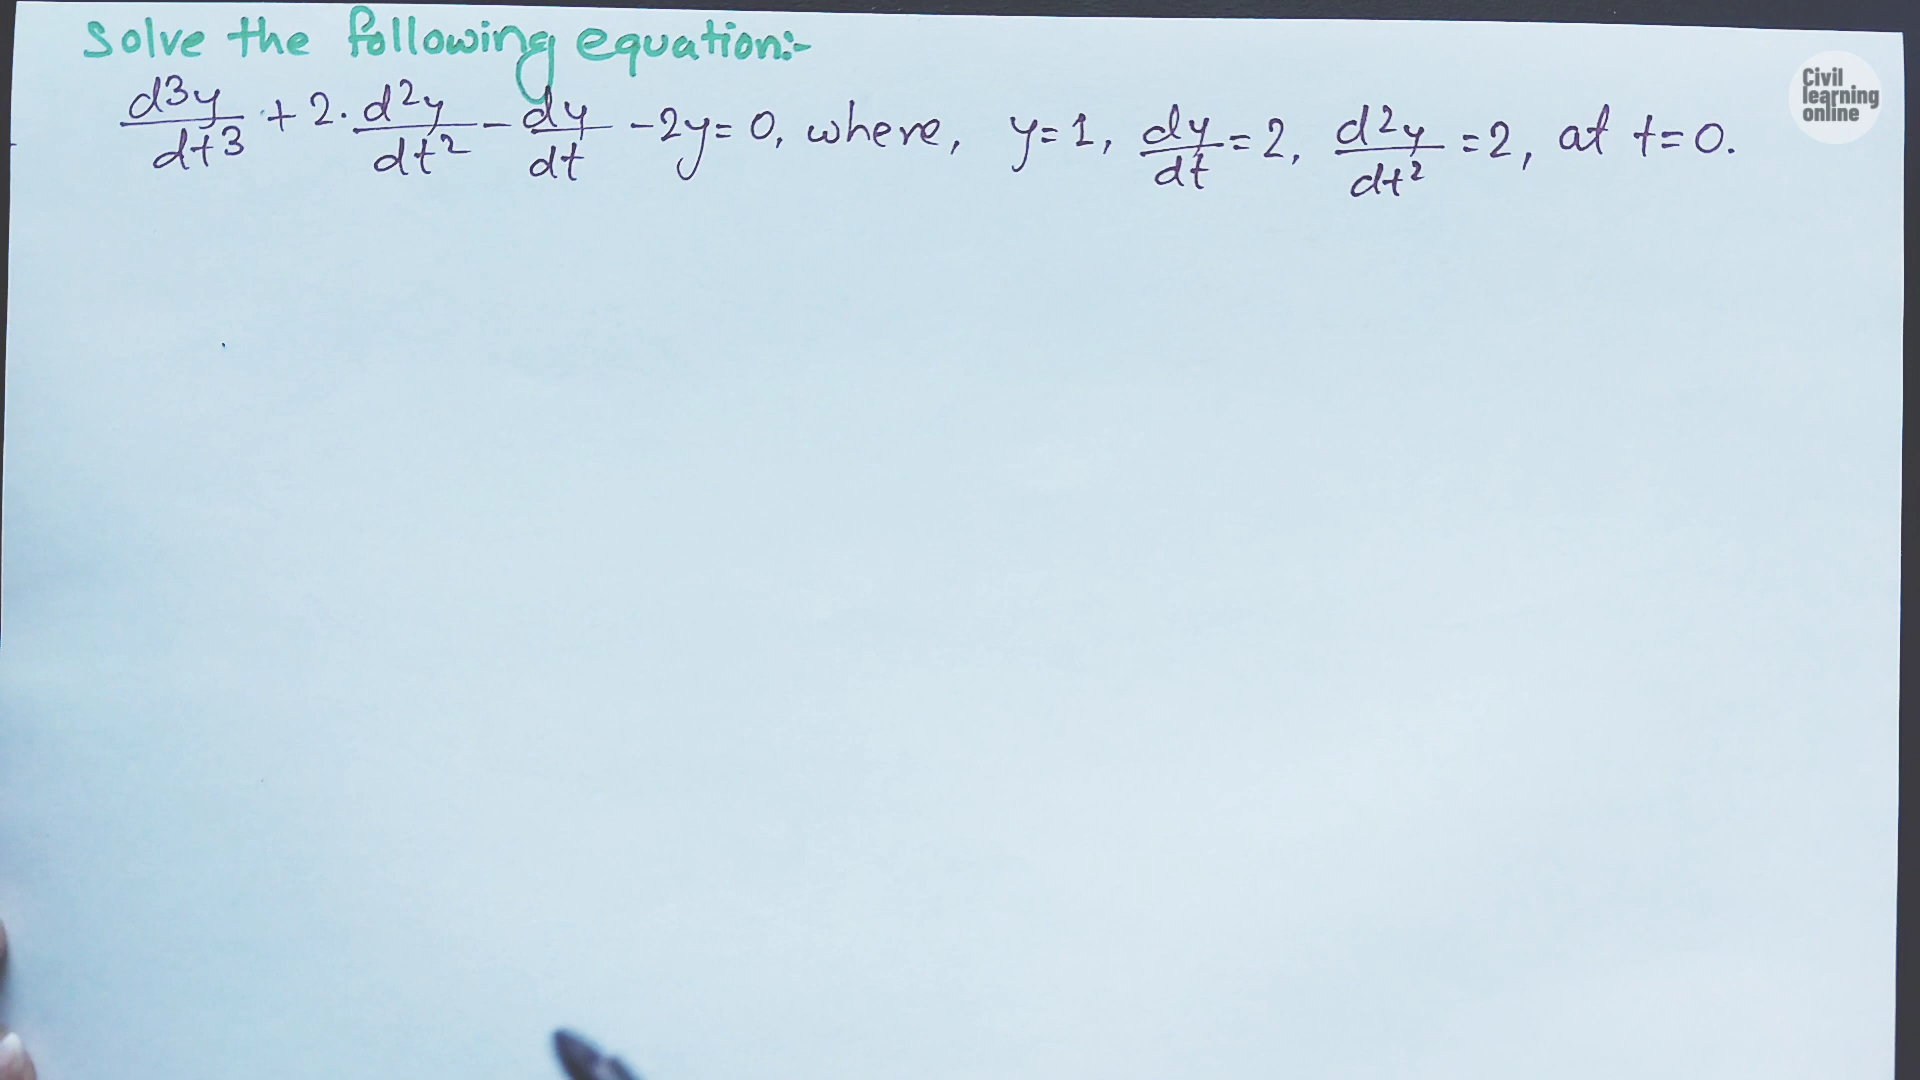 Solve the following equation:-
d3y/dt3 + 2. d2y/dt2 - dy/dt - 2y= 0, where, y=1, dy/dt = 2, d2y/dt2 =2, at t=0.
Civil
learning
online